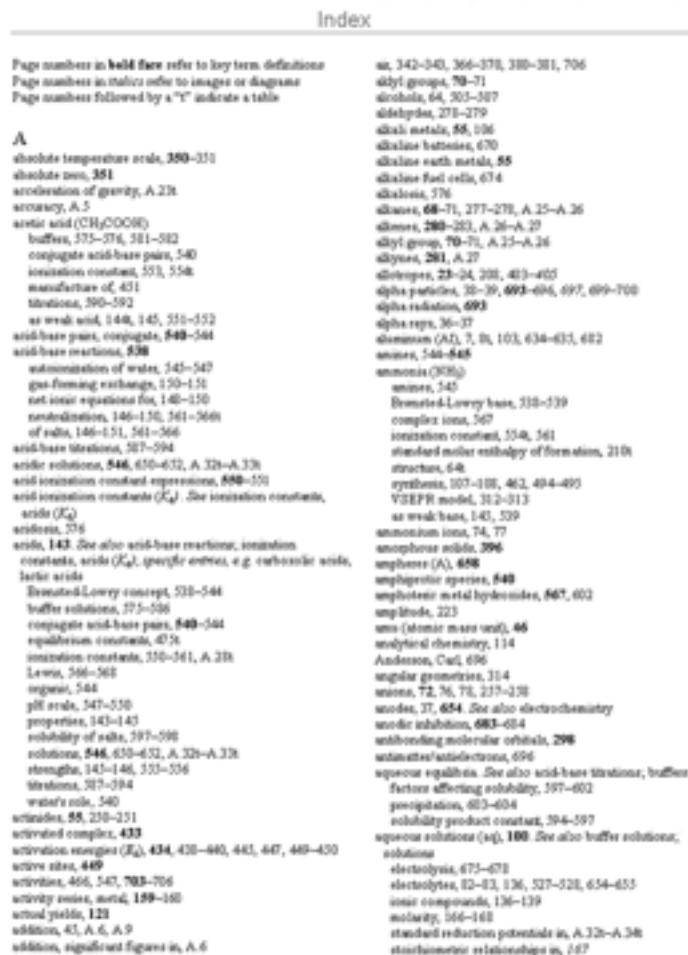 Index
Page numbers in bold face refer to key term definitions
Page numbers in italics refer to images or diagrams
Page numbers followed by a "t" indicate a table
A
absolute temperature scale, 350–351
absolute zero, 351
acceleration of gravity, A.23t
accuracy, A.5
acetic acid (CH₃COOH)
buffers, 575–576, 581–582
conjugate acid-base pairs, 540
ionization constant, 553, 554t
manufacture of, 451
titrations, 590–592
as weak acid, 144t, 145, 551–552
acid-base pairs, conjugate, 540–544
acid-base reactions, 538
autoionization of water, 545–547
gas-forming exchange, 150–151
net ionic equations for, 148–150
neutralization, 146–150, 561–566t
of salts, 146–151, 561–566
acid-base titrations, 587–594
acidic solutions, 546, 650–652, A.32t–A.33t
acid ionization constant expressions, 550–551
acid ionization constants (Kₐ). See ionization constants,
acids (Kₐ)
acidosis, 576
acids, 143. See also acid-base reactions; ionization
constants, acids (Kₐ); specific entries, e.g. carboxylic acids,
lactic acids
Brønsted-Lowry concept, 538–544
buffer solutions, 575–586
conjugate acid-base pairs, 540–544
equilibrium constants, 475t
ionization constants, 550–561, A.28t
Lewis, 566–568
organic, 544
pH scale, 547–550
properties, 143–145
solubility of salts, 597–598
solutions, 546, 650–652, A.32t–A.33t
strengths, 145–146, 555–556
titrations, 587–594
water's role, 540
actinides, 55, 250–251
activated complex, 433
activation energies (Eₐ), 434, 438–440, 445, 447, 449–450
active sites, 449
activities, 466, 547, 703–706
activity series, metal, 159–160
actual yields, 121
addition, 45, A.6, A.9
addition, significant figures in, A.6
air, 342–343, 366–370, 380–381, 706
alkyl groups, 70–71
alcohols, 64, 505–507
aldehydes, 278–279
alkali metals, 55, 106
alkaline batteries, 670
alkaline earth metals, 55
alkaline fuel cells, 674
alkalosis, 576
alkanes, 68–71, 277–278, A.25–A.26
alkenes, 280–283, A.26–A.27
alkyl group, 70–71, A.25–A.26
alkynes, 281, A.27
allotropes, 23–24, 208, 403–405
alpha particles, 38–39, 693–696, 697, 699–700
alpha radiation, 693
alpha rays, 36–37
aluminum (Al), 7, 8t, 103, 634–635, 682
amines, 544–545
ammonia (NH₃)
amines, 545
Brønsted-Lowry base, 538–539
complex ions, 567
ionization constant, 554t, 561
standard molar enthalpy of formation, 210t
structure, 64t
synthesis, 107–108, 462, 494–495
VSEPR model, 312–313
as weak base, 145, 539
ammonium ions, 74, 77
amorphous solids, 396
amperes (A), 658
amphiprotic species, 540
amphoteric metal hydroxides, 567, 602
amplitude, 223
amu (atomic mass unit), 46
analytical chemistry, 114
Anderson, Carl, 696
angular geometries, 314
anions, 72, 76, 78, 257–258
anodes, 37, 654. See also electrochemistry
anodic inhibition, 683–684
antibonding molecular orbitals, 298
antimatter/antielectrons, 696
aqueous equilibria. See also acid-base titrations; buffers
factors affecting solubility, 597–602
precipitation, 603–604
solubility product constant, 594–597
aqueous solutions (aq), 100. See also buffer solutions;
solutions
electrolysis, 675–678
electrolytes, 82–83, 136, 527–528, 654–655
ionic compounds, 136–139
molarity, 166–168
standard reduction potentials in, A.32t–A.34t
stoichiometric relationships in, 167